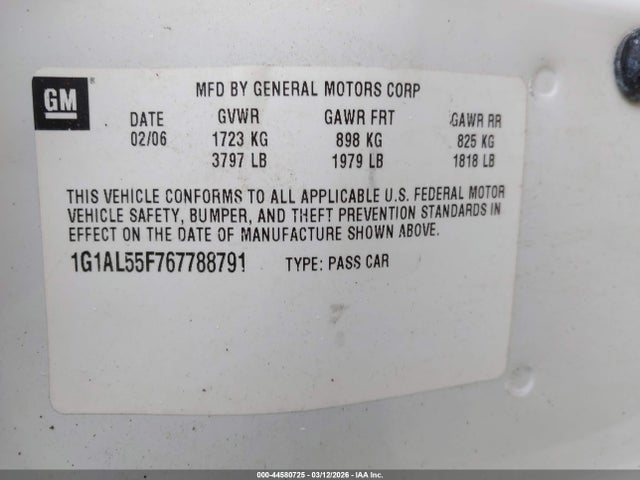 GM ®
MFD BY GENERAL MOTORS CORP
DATE GVWR GAWR FRT GAWR RR
02/06 1723 KG 898 KG 825 KG
3797 LB 1979 LB 1818 LB
THIS VEHICLE CONFORMS TO ALL APPLICABLE U.S. FEDERAL MOTOR
VEHICLE SAFETY, BUMPER, AND THEFT PREVENTION STANDARDS IN
EFFECT ON THE DATE OF MANUFACTURE SHOWN ABOVE.
1G1AL55F767788791 TYPE: PASS CAR
000-44580725 - 03/12/2026 - IAAI.COM